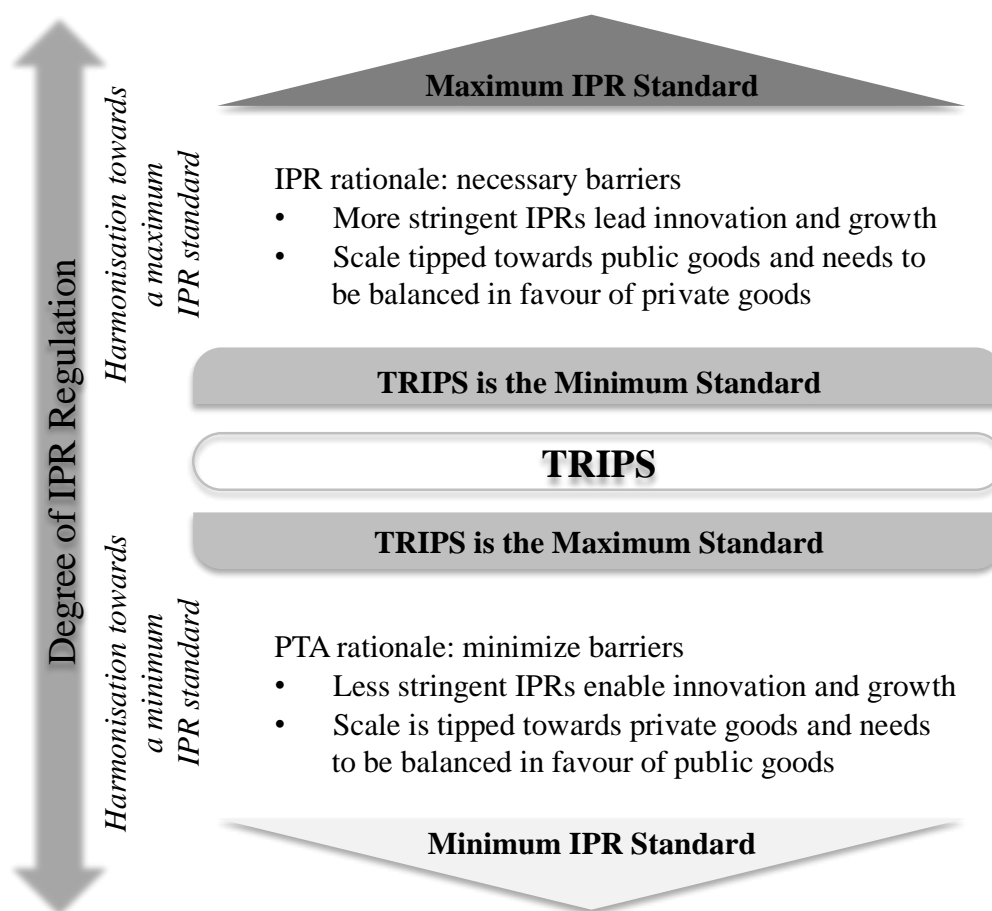 Maximum IPR Standard
Degree of IPR Regulation
Harmonisation towards
a maximum
IPR standard
IPR rationale: necessary barriers
• More stringent IPRs lead innovation and growth
• Scale tipped towards public goods and needs to
be balanced in favour of private goods
TRIPS is the Minimum Standard
TRIPS
TRIPS is the Maximum Standard
Harmonisation towards
a minimum
IPR standard
PTA rationale: minimize barriers
• Less stringent IPRs enable innovation and growth
• Scale is tipped towards private goods and needs
to be balanced in favour of public goods
Minimum IPR Standard